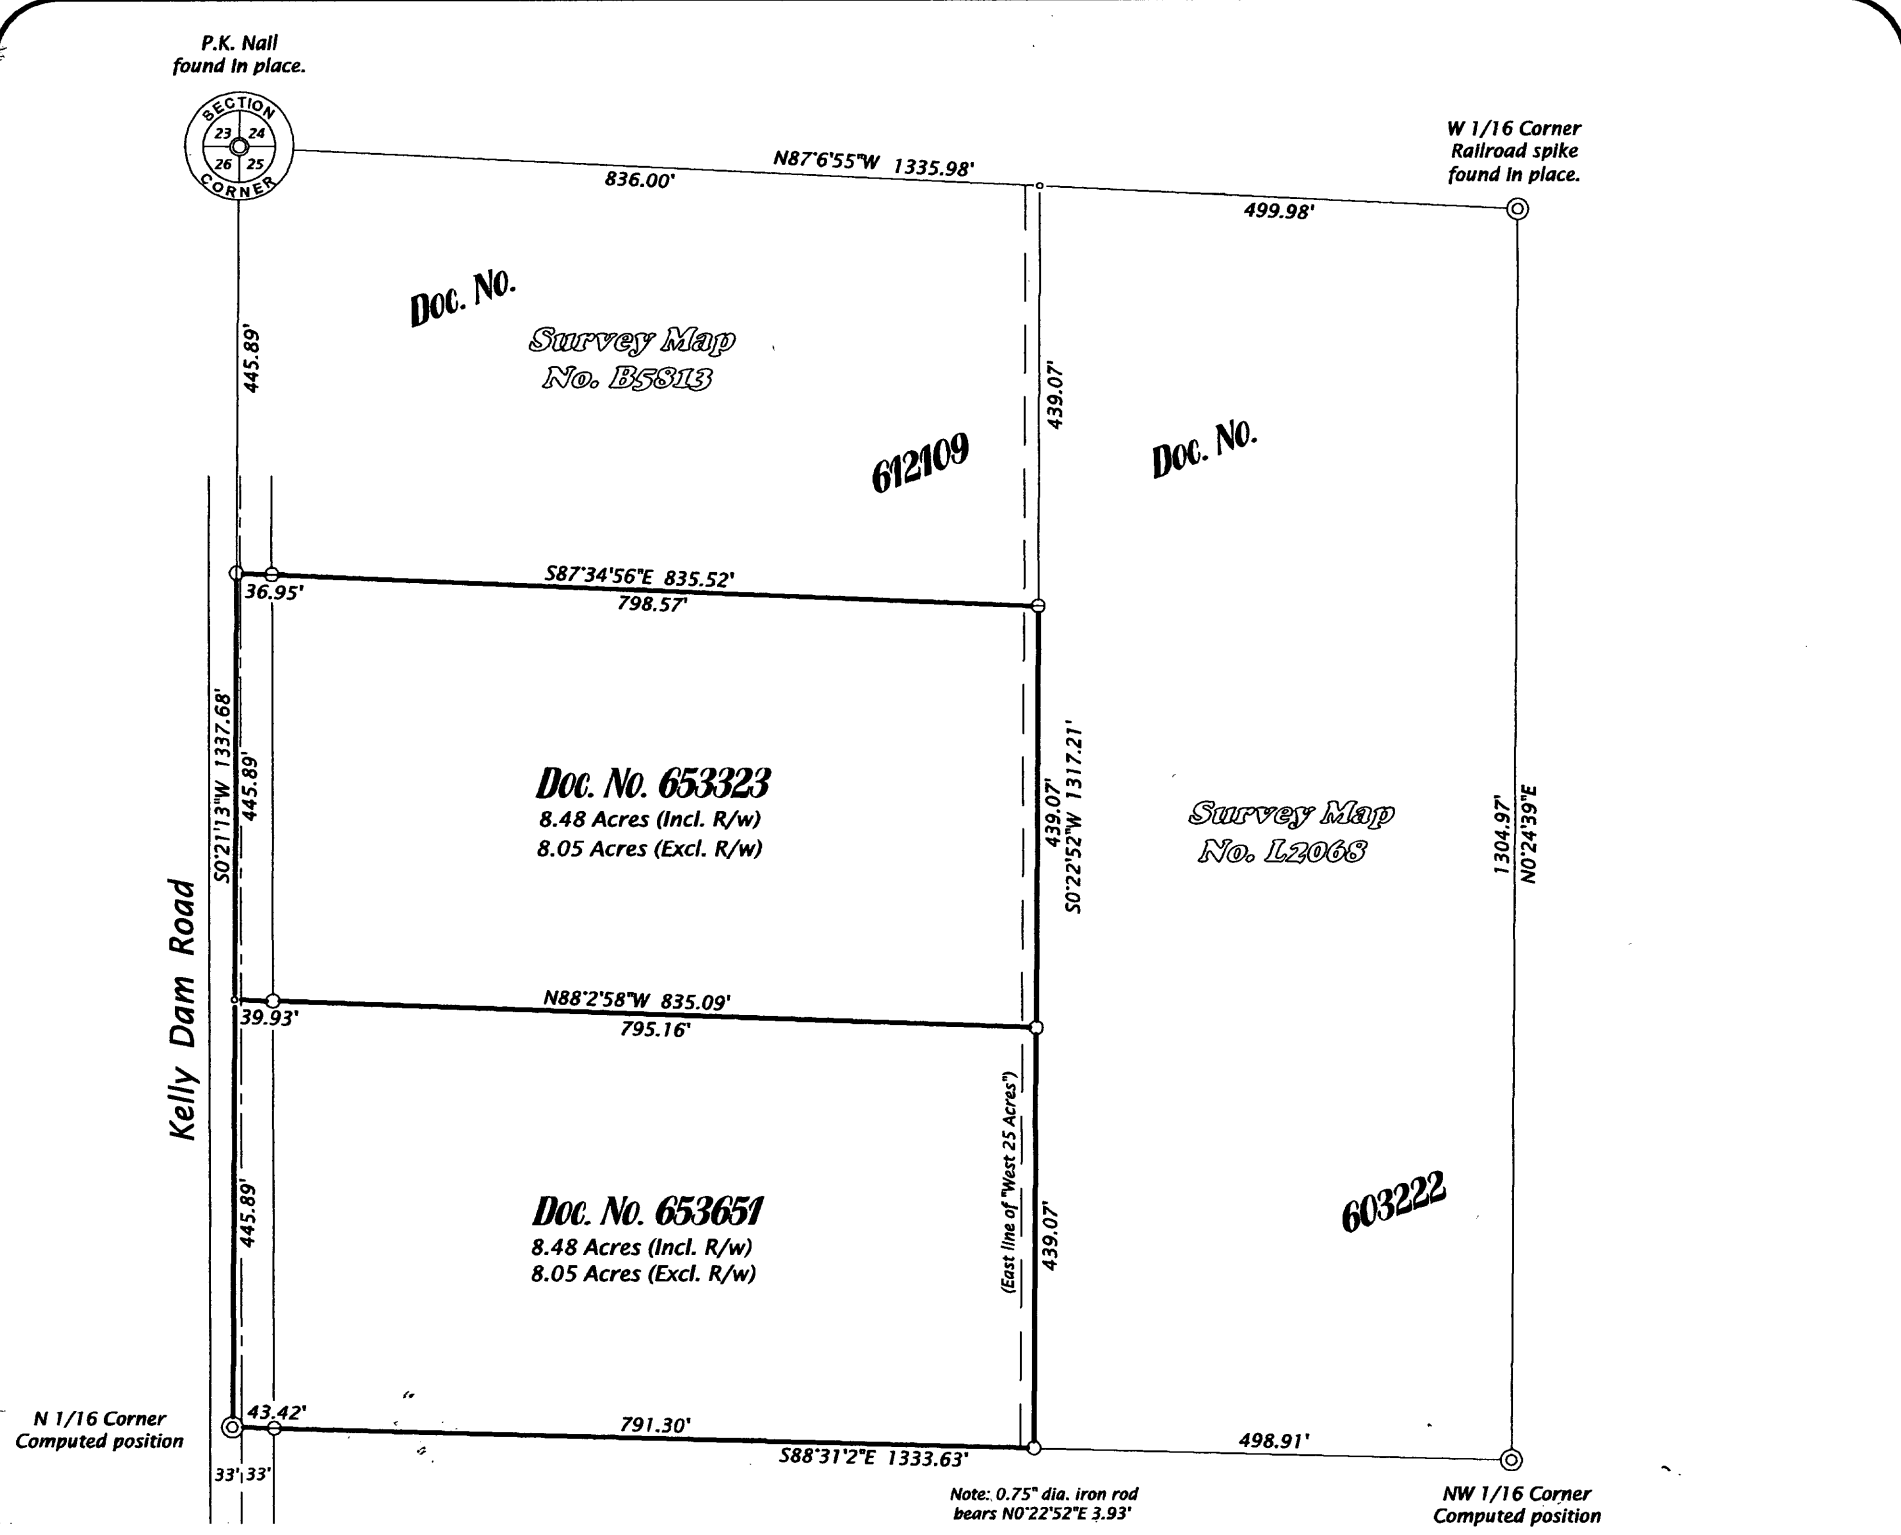 P.K. Nail
found in place.
SECTION
23 24
26 25
CORNER
W 1/16 Corner
Railroad spike
found in place.
N87°6'55"W 1335.98'
836.00'
499.98'
Doc. No.
Survey Map
No. B5813
445.89'
439.07'
612109
Doc. No.
S87°34'56"E 835.52'
36.95'
798.57'
S0°21'13"W 1337.68'
445.89'
Doc. No. 653323
8.48 Acres (Incl. R/w)
8.05 Acres (Excl. R/w)
439.07'
S0°22'52"W 1317.21'
Survey Map
No. L2068
1304.97'
N0°24'39"E
Kelly Dam Road
N88°2'58"W 835.09'
39.93'
795.16'
(East line of "West 25 Acres")
445.89'
Doc. No. 653651
8.48 Acres (Incl. R/w)
8.05 Acres (Excl. R/w)
439.07'
603222
N 1/16 Corner
Computed position
43.42'
791.30'
S88°31'2"E 1333.63'
498.91'
33' 33'
Note: 0.75" dia. iron rod
bears N0°22'52"E 3.93'
NW 1/16 Corner
Computed position